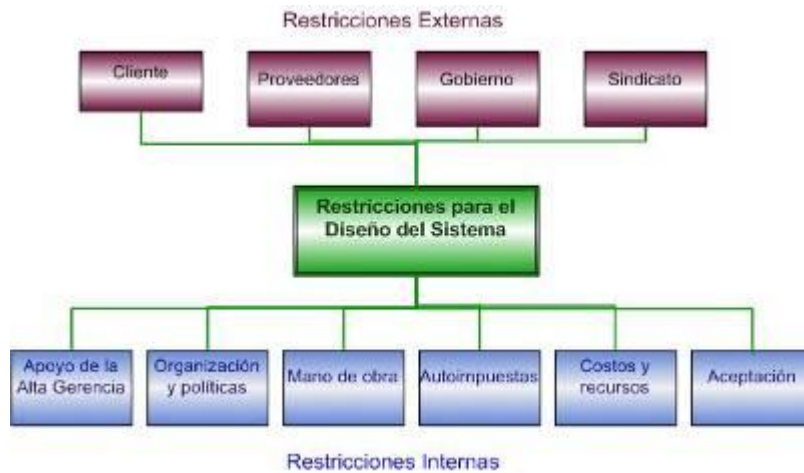 Restricciones Externas
Cliente
Proveedores
Gobierno
Sindicato
Restricciones para el
Diseño del Sistema
Apoyo de la
Alta Gerencia
Organización
y políticas
Mano de obra
Autoimpuestas
Costos y
recursos
Aceptación
Restricciones Internas